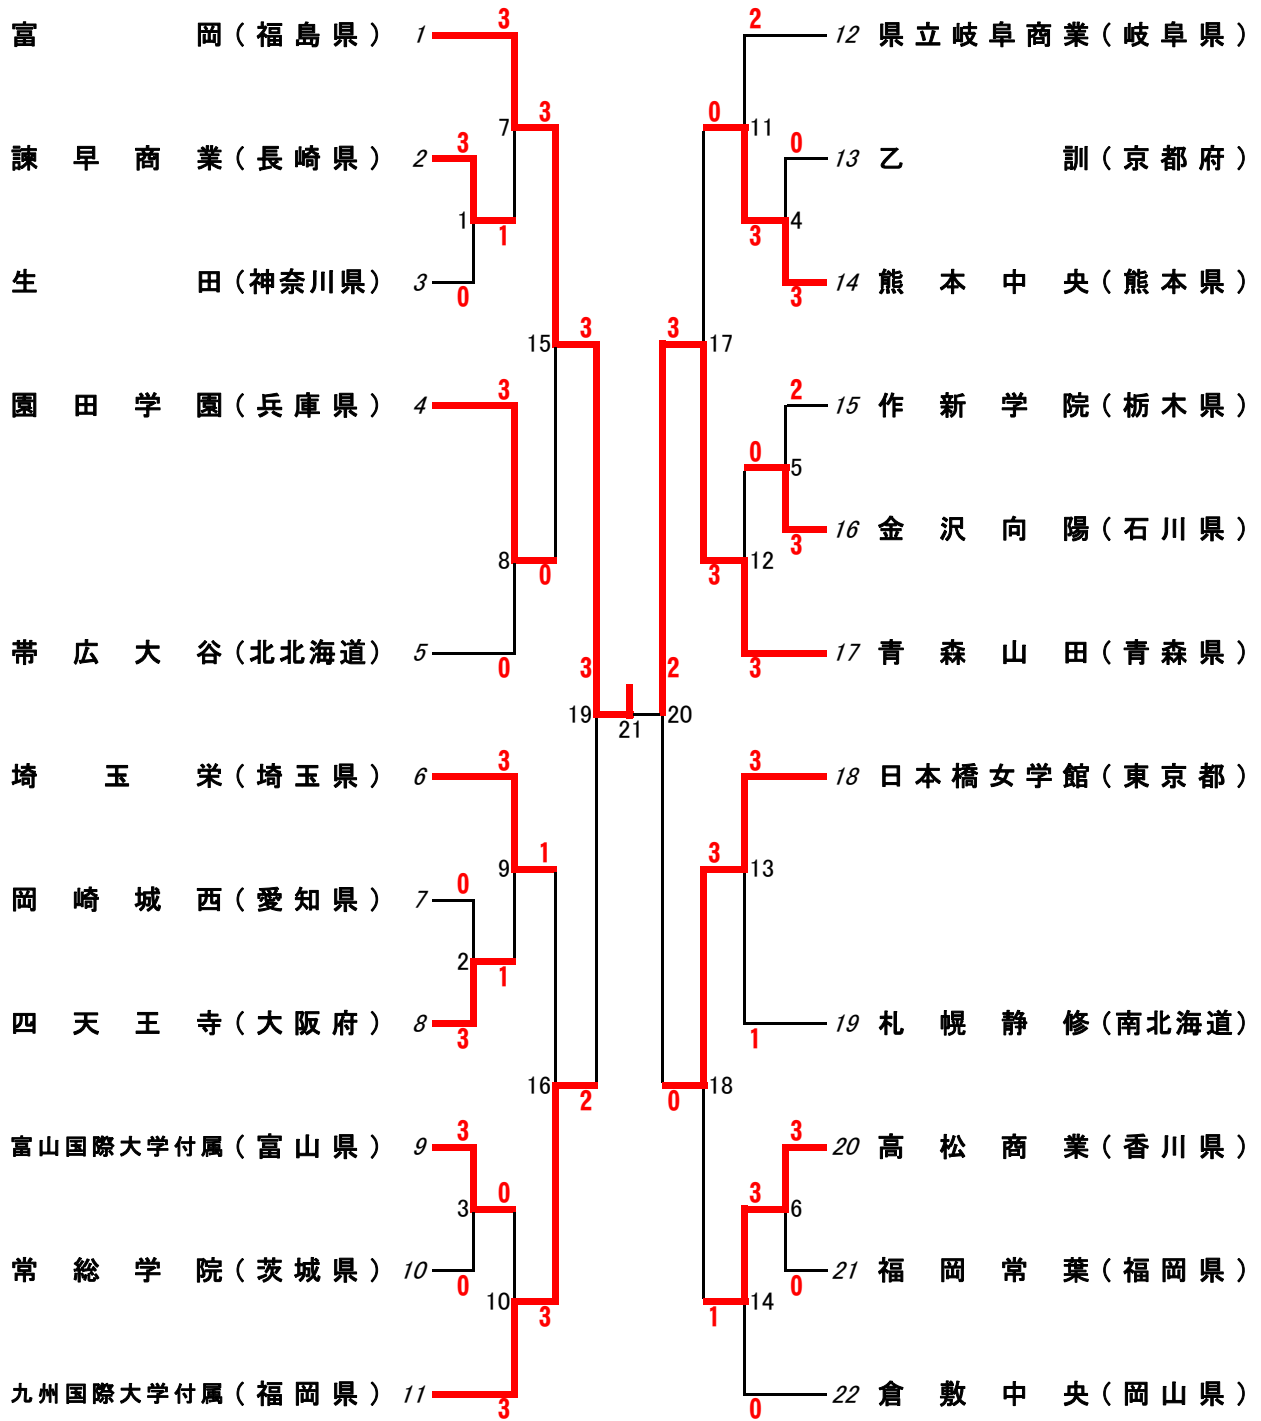 3 2
富岡(福島県) 1 12 県立岐阜商業(岐阜県)
3 0
7 11
3 0
諫早商業(長崎県) 2 13 乙訓(京都府)
1 4
1 3
生田(神奈川県) 3 14 熊本中央(熊本県)
0 3
3 3
15 17
3 2
園田学園(兵庫県) 4 15 作新学院(栃木県)
0
5
16 金沢向陽(石川県)
3
8 12
0 3
帯広大谷(北北海道) 5 17 青森山田(青森県)
0 3 2 3
19 20
21
3 3
埼玉栄(埼玉県) 6 18 日本橋女学館(東京都)
1 3
9 13
0
岡崎城西(愛知県) 7
2
1
四天王寺(大阪府) 8 19 札幌静修(南北海道)
3 1
16 18
2 0
3 3
富山国際大学付属(富山県) 9 20 高松商業(香川県)
0 3
3 6
常総学院(茨城県) 10 21 福岡常葉(福岡県)
0 0
10 14
3 1
九州国際大学付属(福岡県) 11 22 倉敷中央(岡山県)
3 0